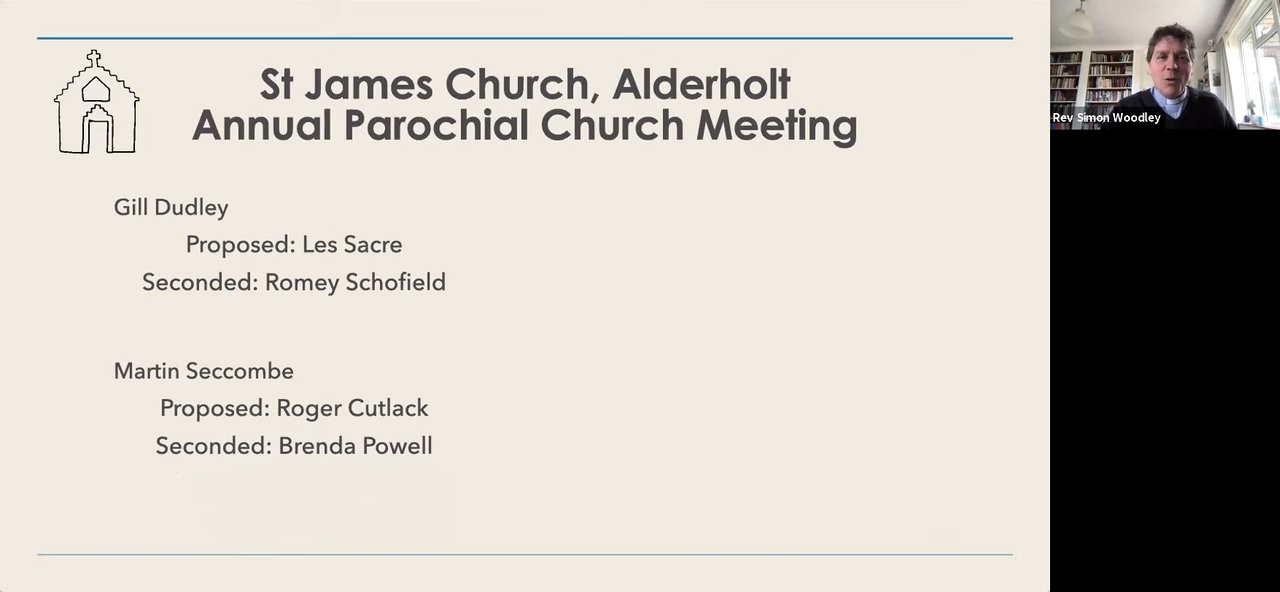 St James Church, Alderholt
Annual Parochial Church Meeting
Gill Dudley
Proposed: Les Sacre
Seconded: Romey Schofield
Martin Seccombe
Proposed: Roger Cutlack
Seconded: Brenda Powell
Rev Simon Woodley